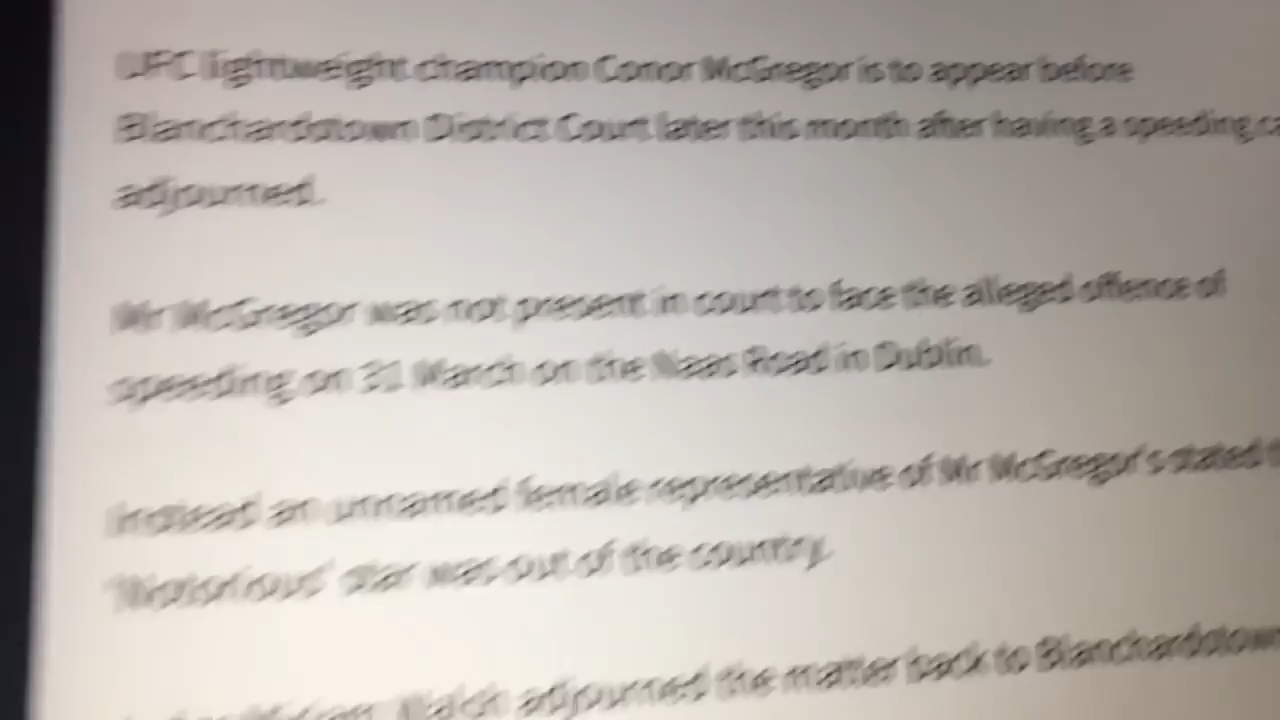 UFC lightweight champion Conor McGregor is to appear before
Blanchardstown District Court later this month after having a speeding
adjourned.
Mr McGregor was not present in court to face the alleged offence of
speeding on 31 March on the Naas Road in Dublin.
Instead an unnamed female representative of Mr McGregor's stated
'Notorious' star was out of the country.
Walsh adjourned the matter back to Blanchardstown